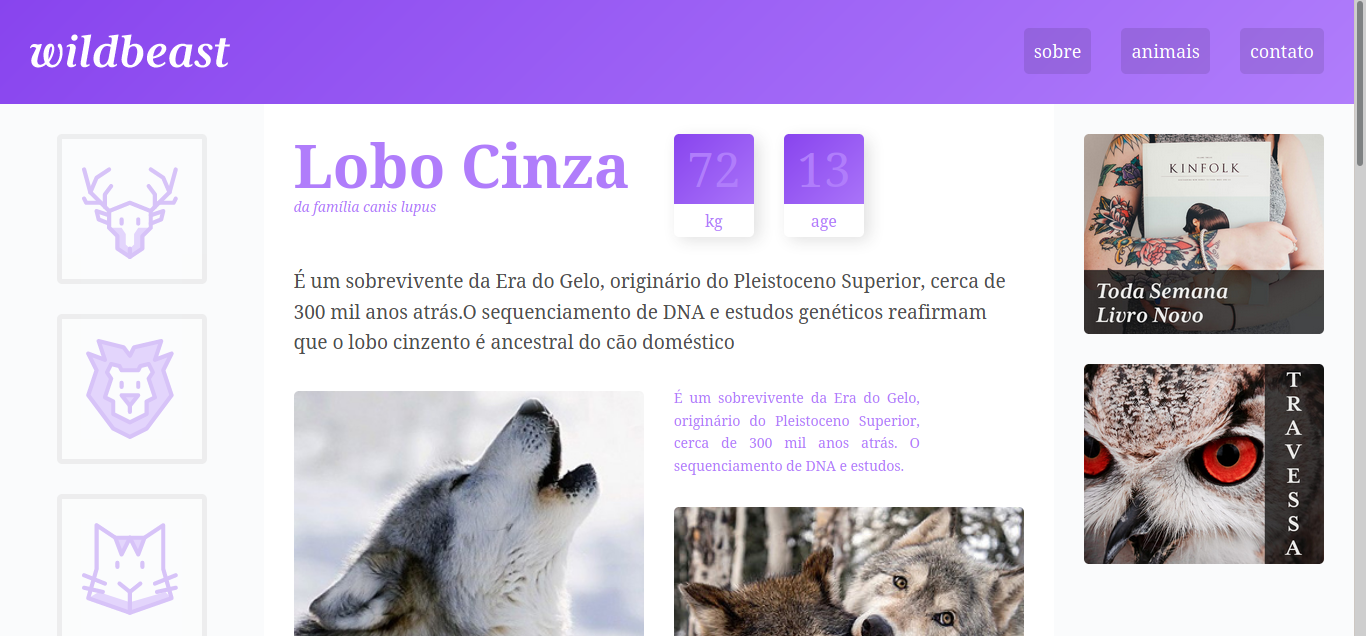 wildbeast
sobre
animais
contato
Lobo Cinza
da família canis lupus
72
kg
13
age
É um sobrevivente da Era do Gelo, originário do Pleistoceno Superior, cerca de
300 mil anos atrás.O sequenciamento de DNA e estudos genéticos reafirmam
que o lobo cinzento é ancestral do cão doméstico
É um sobrevivente da Era do Gelo,
originário do Pleistoceno Superior,
cerca de 300 mil anos atrás. O
sequenciamento de DNA e estudos.
KINFOLK
Toda Semana
Livro Novo
TRAVESSA